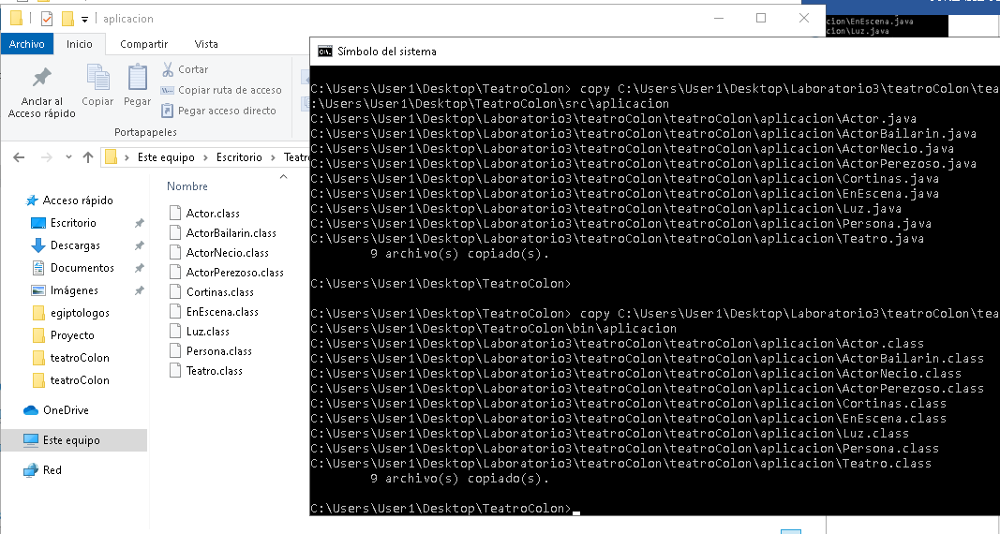 aplicacion
Archivo
Inicio
Compartir
Vista
Anclar al
Acceso rápido
Copiar
Pegar
Cortar
Copiar ruta de acceso
Pegar acceso directo
Portapapeles
Este equipo
Escritorio
Nombre
Acceso rápido
Escritorio
Descargas
Documentos
Imágenes
egiptologos
Proyecto
teatroColon
teatroColon
OneDrive
Este equipo
Red
Actor.class
ActorBailarin.class
ActorNecio.class
ActorPerezoso.class
Cortinas.class
EnEscena.class
Luz.class
Persona.class
Teatro.class
cion\EnEscena.java
cion\Luz.java
Símbolo del sistema
C:\Users\User1\Desktop\TeatroColon> copy C:\Users\User1\Desktop\Laboratorio3\teatroColon\tea
:\Users\User1\Desktop\TeatroColon\src\aplicacion
C:\Users\User1\Desktop\Laboratorio3\teatroColon\teatroColon\aplicacion\Actor.java
C:\Users\User1\Desktop\Laboratorio3\teatroColon\teatroColon\aplicacion\ActorBailarin.java
C:\Users\User1\Desktop\Laboratorio3\teatroColon\teatroColon\aplicacion\ActorNecio.java
C:\Users\User1\Desktop\Laboratorio3\teatroColon\teatroColon\aplicacion\ActorPerezoso.java
C:\Users\User1\Desktop\Laboratorio3\teatroColon\teatroColon\aplicacion\Cortinas.java
C:\Users\User1\Desktop\Laboratorio3\teatroColon\teatroColon\aplicacion\EnEscena.java
C:\Users\User1\Desktop\Laboratorio3\teatroColon\teatroColon\aplicacion\Luz.java
C:\Users\User1\Desktop\Laboratorio3\teatroColon\teatroColon\aplicacion\Persona.java
C:\Users\User1\Desktop\Laboratorio3\teatroColon\teatroColon\aplicacion\Teatro.java
9 archivo(s) copiado(s).
C:\Users\User1\Desktop\TeatroColon>
C:\Users\User1\Desktop\TeatroColon> copy C:\Users\User1\Desktop\Laboratorio3\teatroColon\tea
C:\Users\User1\Desktop\TeatroColon\bin\aplicacion
C:\Users\User1\Desktop\Laboratorio3\teatroColon\teatroColon\aplicacion\Actor.class
C:\Users\User1\Desktop\Laboratorio3\teatroColon\teatroColon\aplicacion\ActorBailarin.class
C:\Users\User1\Desktop\Laboratorio3\teatroColon\teatroColon\aplicacion\ActorNecio.class
C:\Users\User1\Desktop\Laboratorio3\teatroColon\teatroColon\aplicacion\ActorPerezoso.class
C:\Users\User1\Desktop\Laboratorio3\teatroColon\teatroColon\aplicacion\Cortinas.class
C:\Users\User1\Desktop\Laboratorio3\teatroColon\teatroColon\aplicacion\EnEscena.class
C:\Users\User1\Desktop\Laboratorio3\teatroColon\teatroColon\aplicacion\Luz.class
C:\Users\User1\Desktop\Laboratorio3\teatroColon\teatroColon\aplicacion\Persona.class
C:\Users\User1\Desktop\Laboratorio3\teatroColon\teatroColon\aplicacion\Teatro.class
9 archivo(s) copiado(s).
C:\Users\User1\Desktop\TeatroColon>